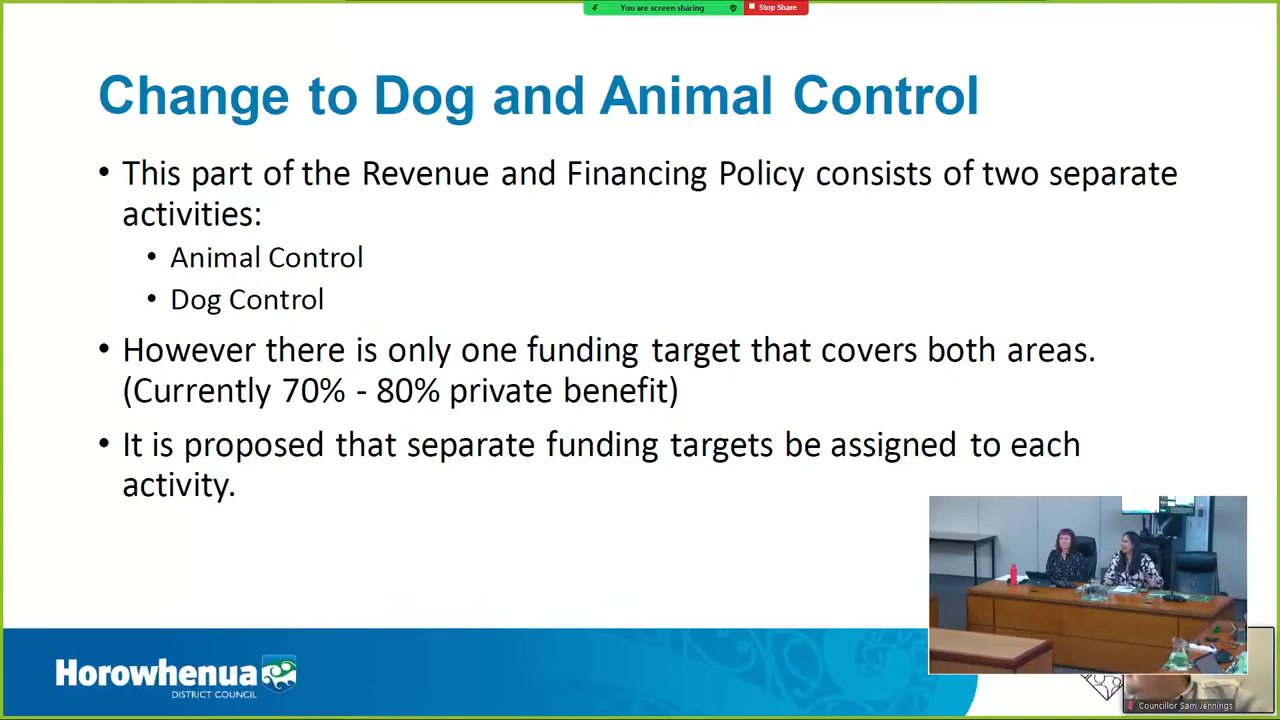 You are screen sharing
Stop Share
Change to Dog and Animal Control
• This part of the Revenue and Financing Policy consists of two separate
activities:
• Animal Control
• Dog Control
• However there is only one funding target that covers both areas.
(Currently 70% - 80% private benefit)
• It is proposed that separate funding targets be assigned to each
activity.
Horowhenua
DISTRICT COUNCIL
Councillor Sam Jennings